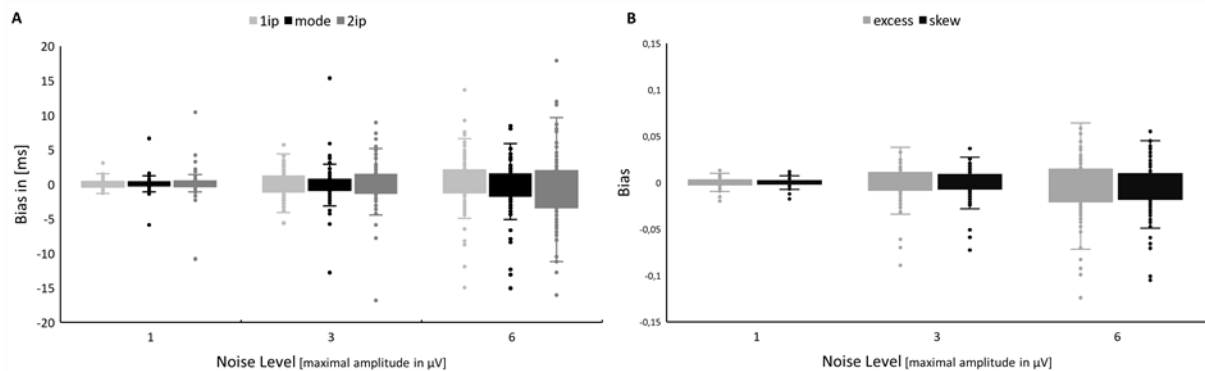 A
1ip mode 2ip
20
15
10
5
0
-5
-10
-15
-20
Bias in [ms]
1 3 6
Noise Level [maximal amplitude in µV]
B
excess skew
0,15
0,1
0,05
0
-0,05
-0,1
-0,15
Bias
1 3 6
Noise Level [maximal amplitude in µV]